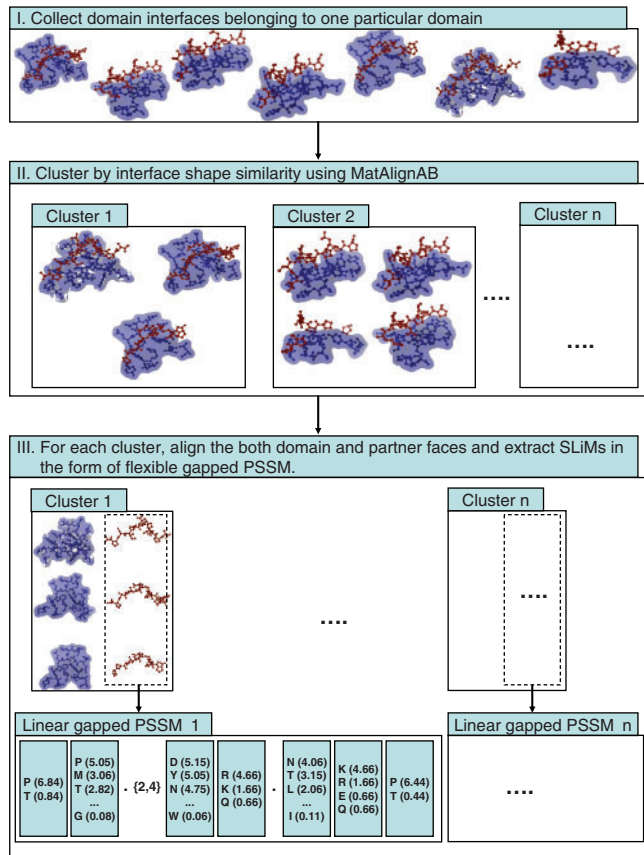 I. Collect domain interfaces belonging to one particular domain
II. Cluster by interface shape similarity using MatAlignAB
Cluster 1
Cluster 2
Cluster n
....
....
III. For each cluster, align the both domain and partner faces and extract SLiMs in
the form of flexible gapped PSSM.
Cluster 1
Cluster n
....
....
Linear gapped PSSM 1
P (6.84)
T (0.84)
P (5.05)
M (3.06)
T (2.82)
...
G (0.08)
. {2,4}
D (5.15)
Y (5.05)
N (4.75)
...
W (0.06)
R (4.66)
K (1.66)
Q (0.66)
.
N (4.06)
T (3.15)
L (2.06)
...
I (0.11)
K (4.66)
R (1.66)
E (0.66)
Q (0.66)
P (6.44)
T (0.44)
Linear gapped PSSM n
....